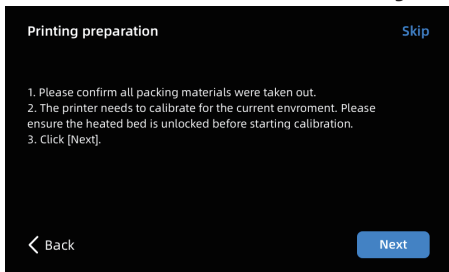 Printing preparation
Skip
1. Please confirm all packing materials were taken out.
2. The printer needs to calibrate for the current enviroment. Please
ensure the heated bed is unlocked before starting calibration.
3. Click [Next].
Back
Next